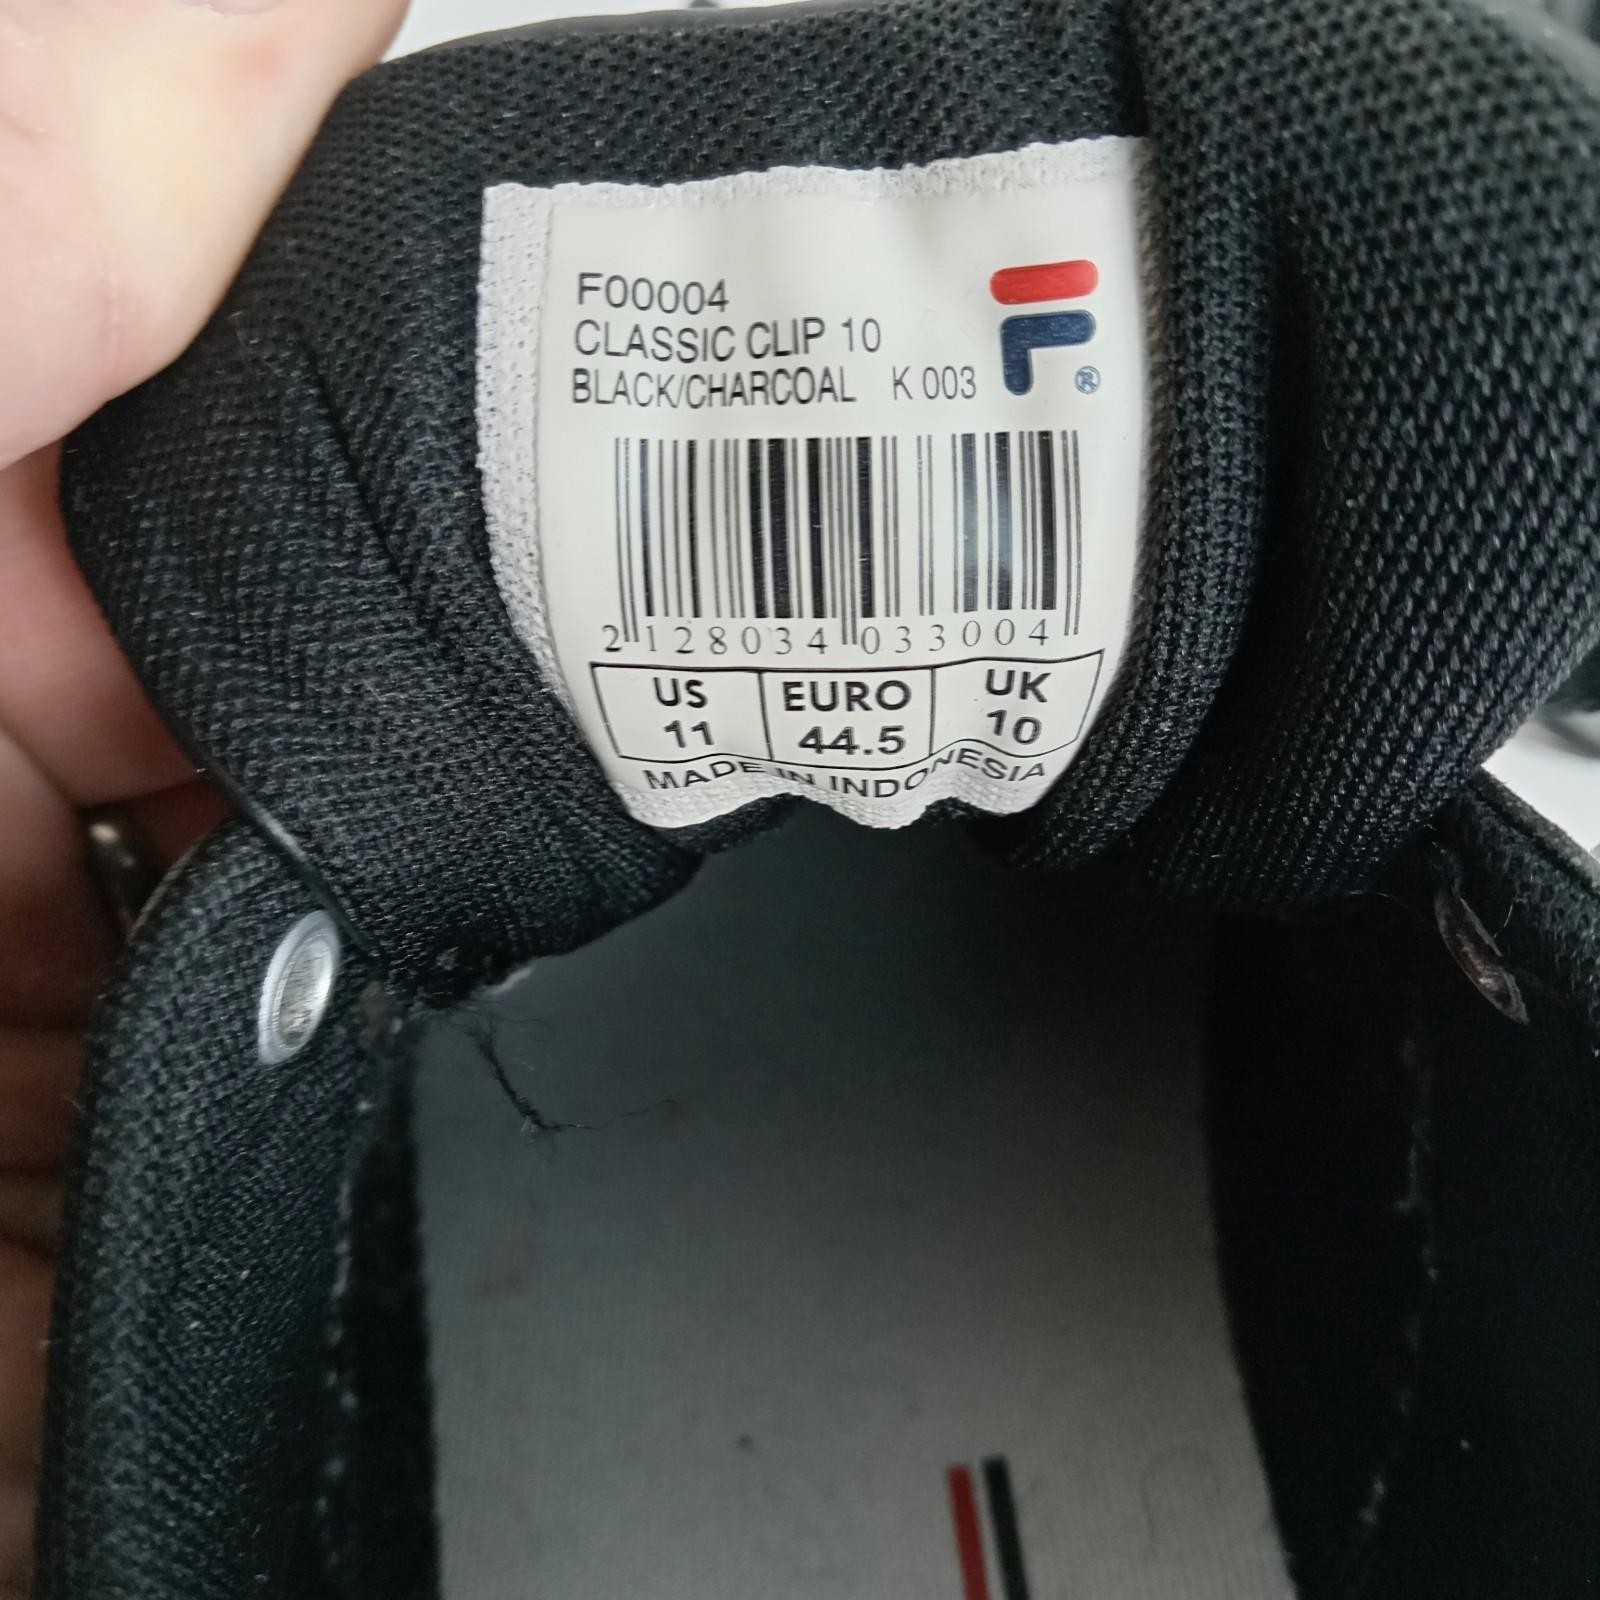 F00004
CLASSIC CLIP 10
BLACK/CHARCOAL K 003
2 128034 033004
US EURO UK
11 44.5 10
MADE IN INDONESIA